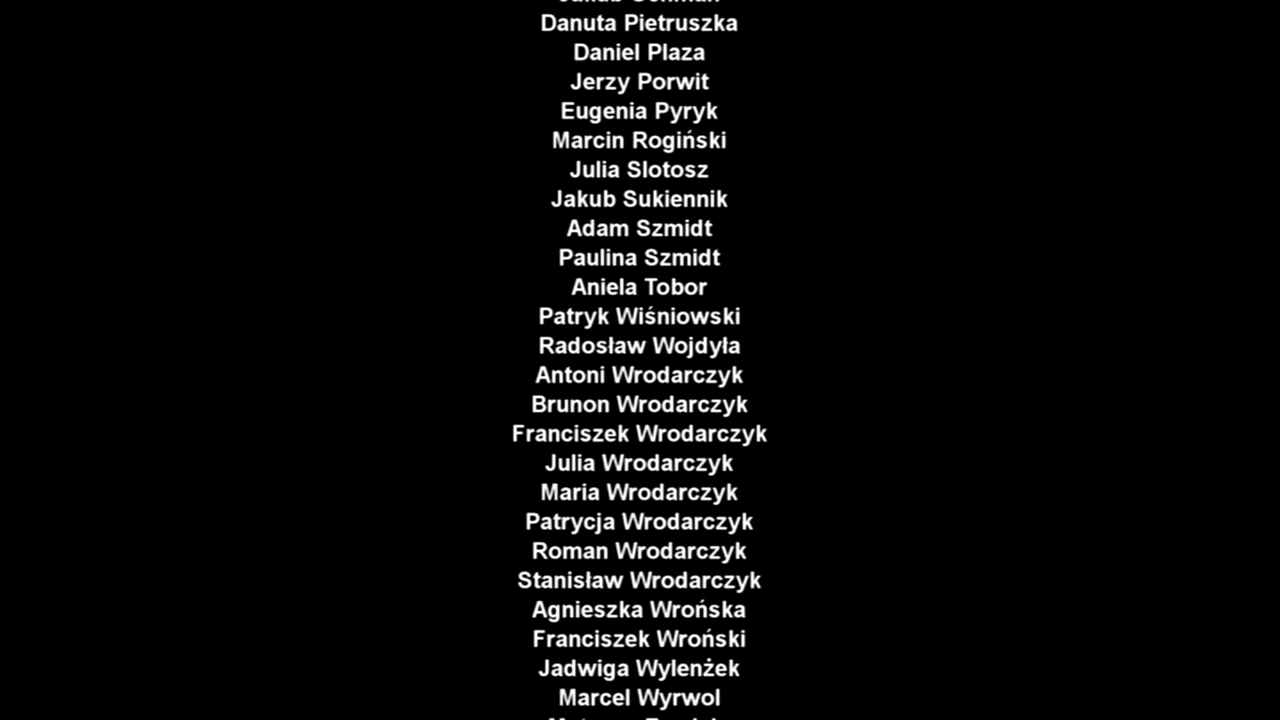 Danuta Pietruszka
Daniel Plaza
Jerzy Porwit
Eugenia Pyryk
Marcin Rogiński
Julia Slotosz
Jakub Sukiennik
Adam Szmidt
Paulina Szmidt
Aniela Tobor
Patryk Wiśniowski
Radosław Wojdyła
Antoni Wrodarczyk
Brunon Wrodarczyk
Franciszek Wrodarczyk
Julia Wrodarczyk
Maria Wrodarczyk
Patrycja Wrodarczyk
Roman Wrodarczyk
Stanisław Wrodarczyk
Agnieszka Wrońska
Franciszek Wroński
Jadwiga Wylenżek
Marcel Wyrwol